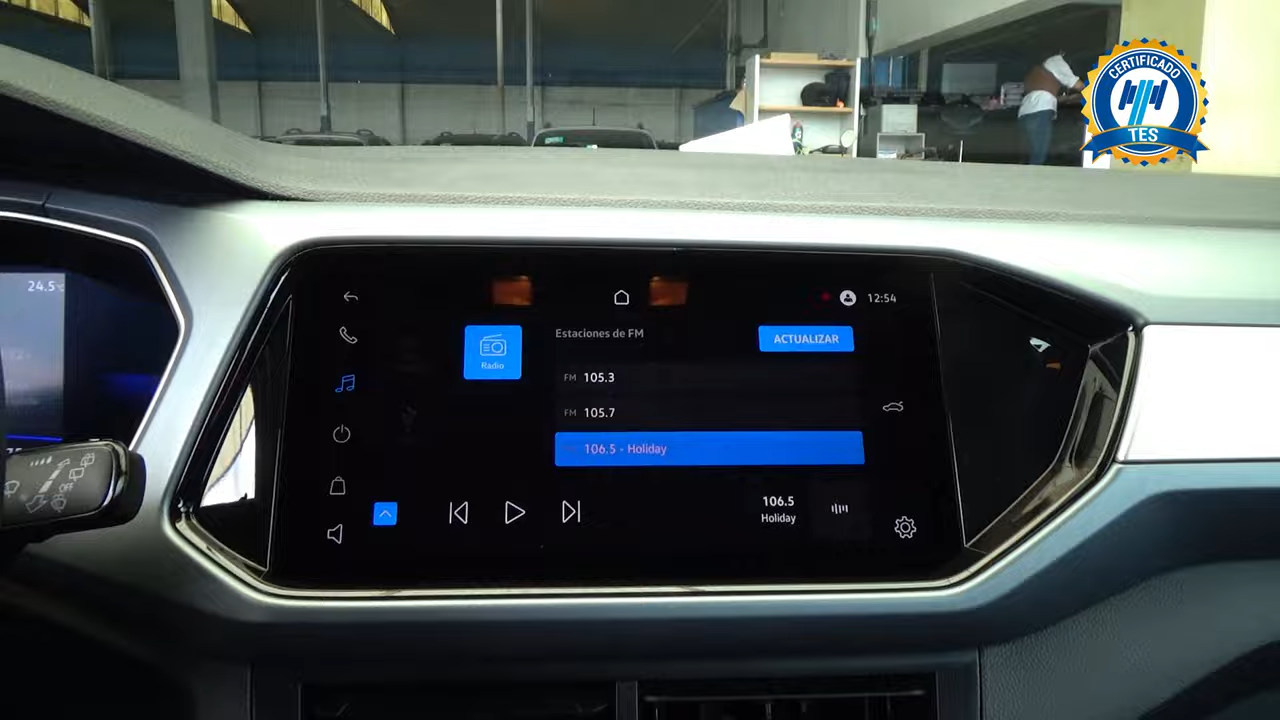 CERTIFICADO
TES
24.5
12:54
Estaciones de FM
ACTUALIZAR
Radio
FM 105.3
FM 105.7
106.5 - Holiday
106.5
Holiday